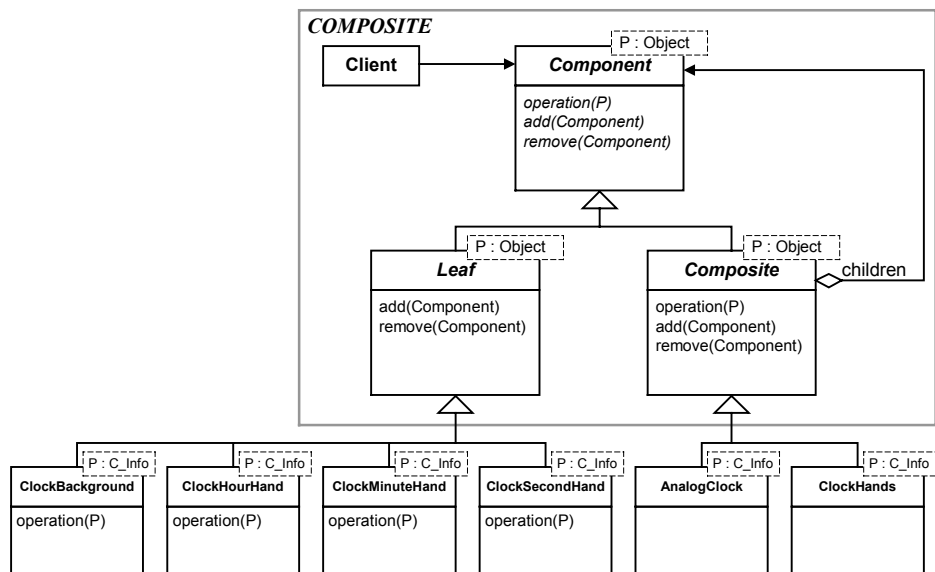 COMPOSITE
P : Object
Client
Component
operation(P)
add(Component)
remove(Component)
P : Object
Leaf
add(Component)
remove(Component)
P : Object
Composite
children
operation(P)
add(Component)
remove(Component)
P : C_Info
ClockBackground
operation(P)
P : C_Info
ClockHourHand
operation(P)
P : C_Info
ClockMinuteHand
operation(P)
P : C_Info
ClockSecondHand
operation(P)
P : C_Info
AnalogClock
P : C_Info
ClockHands